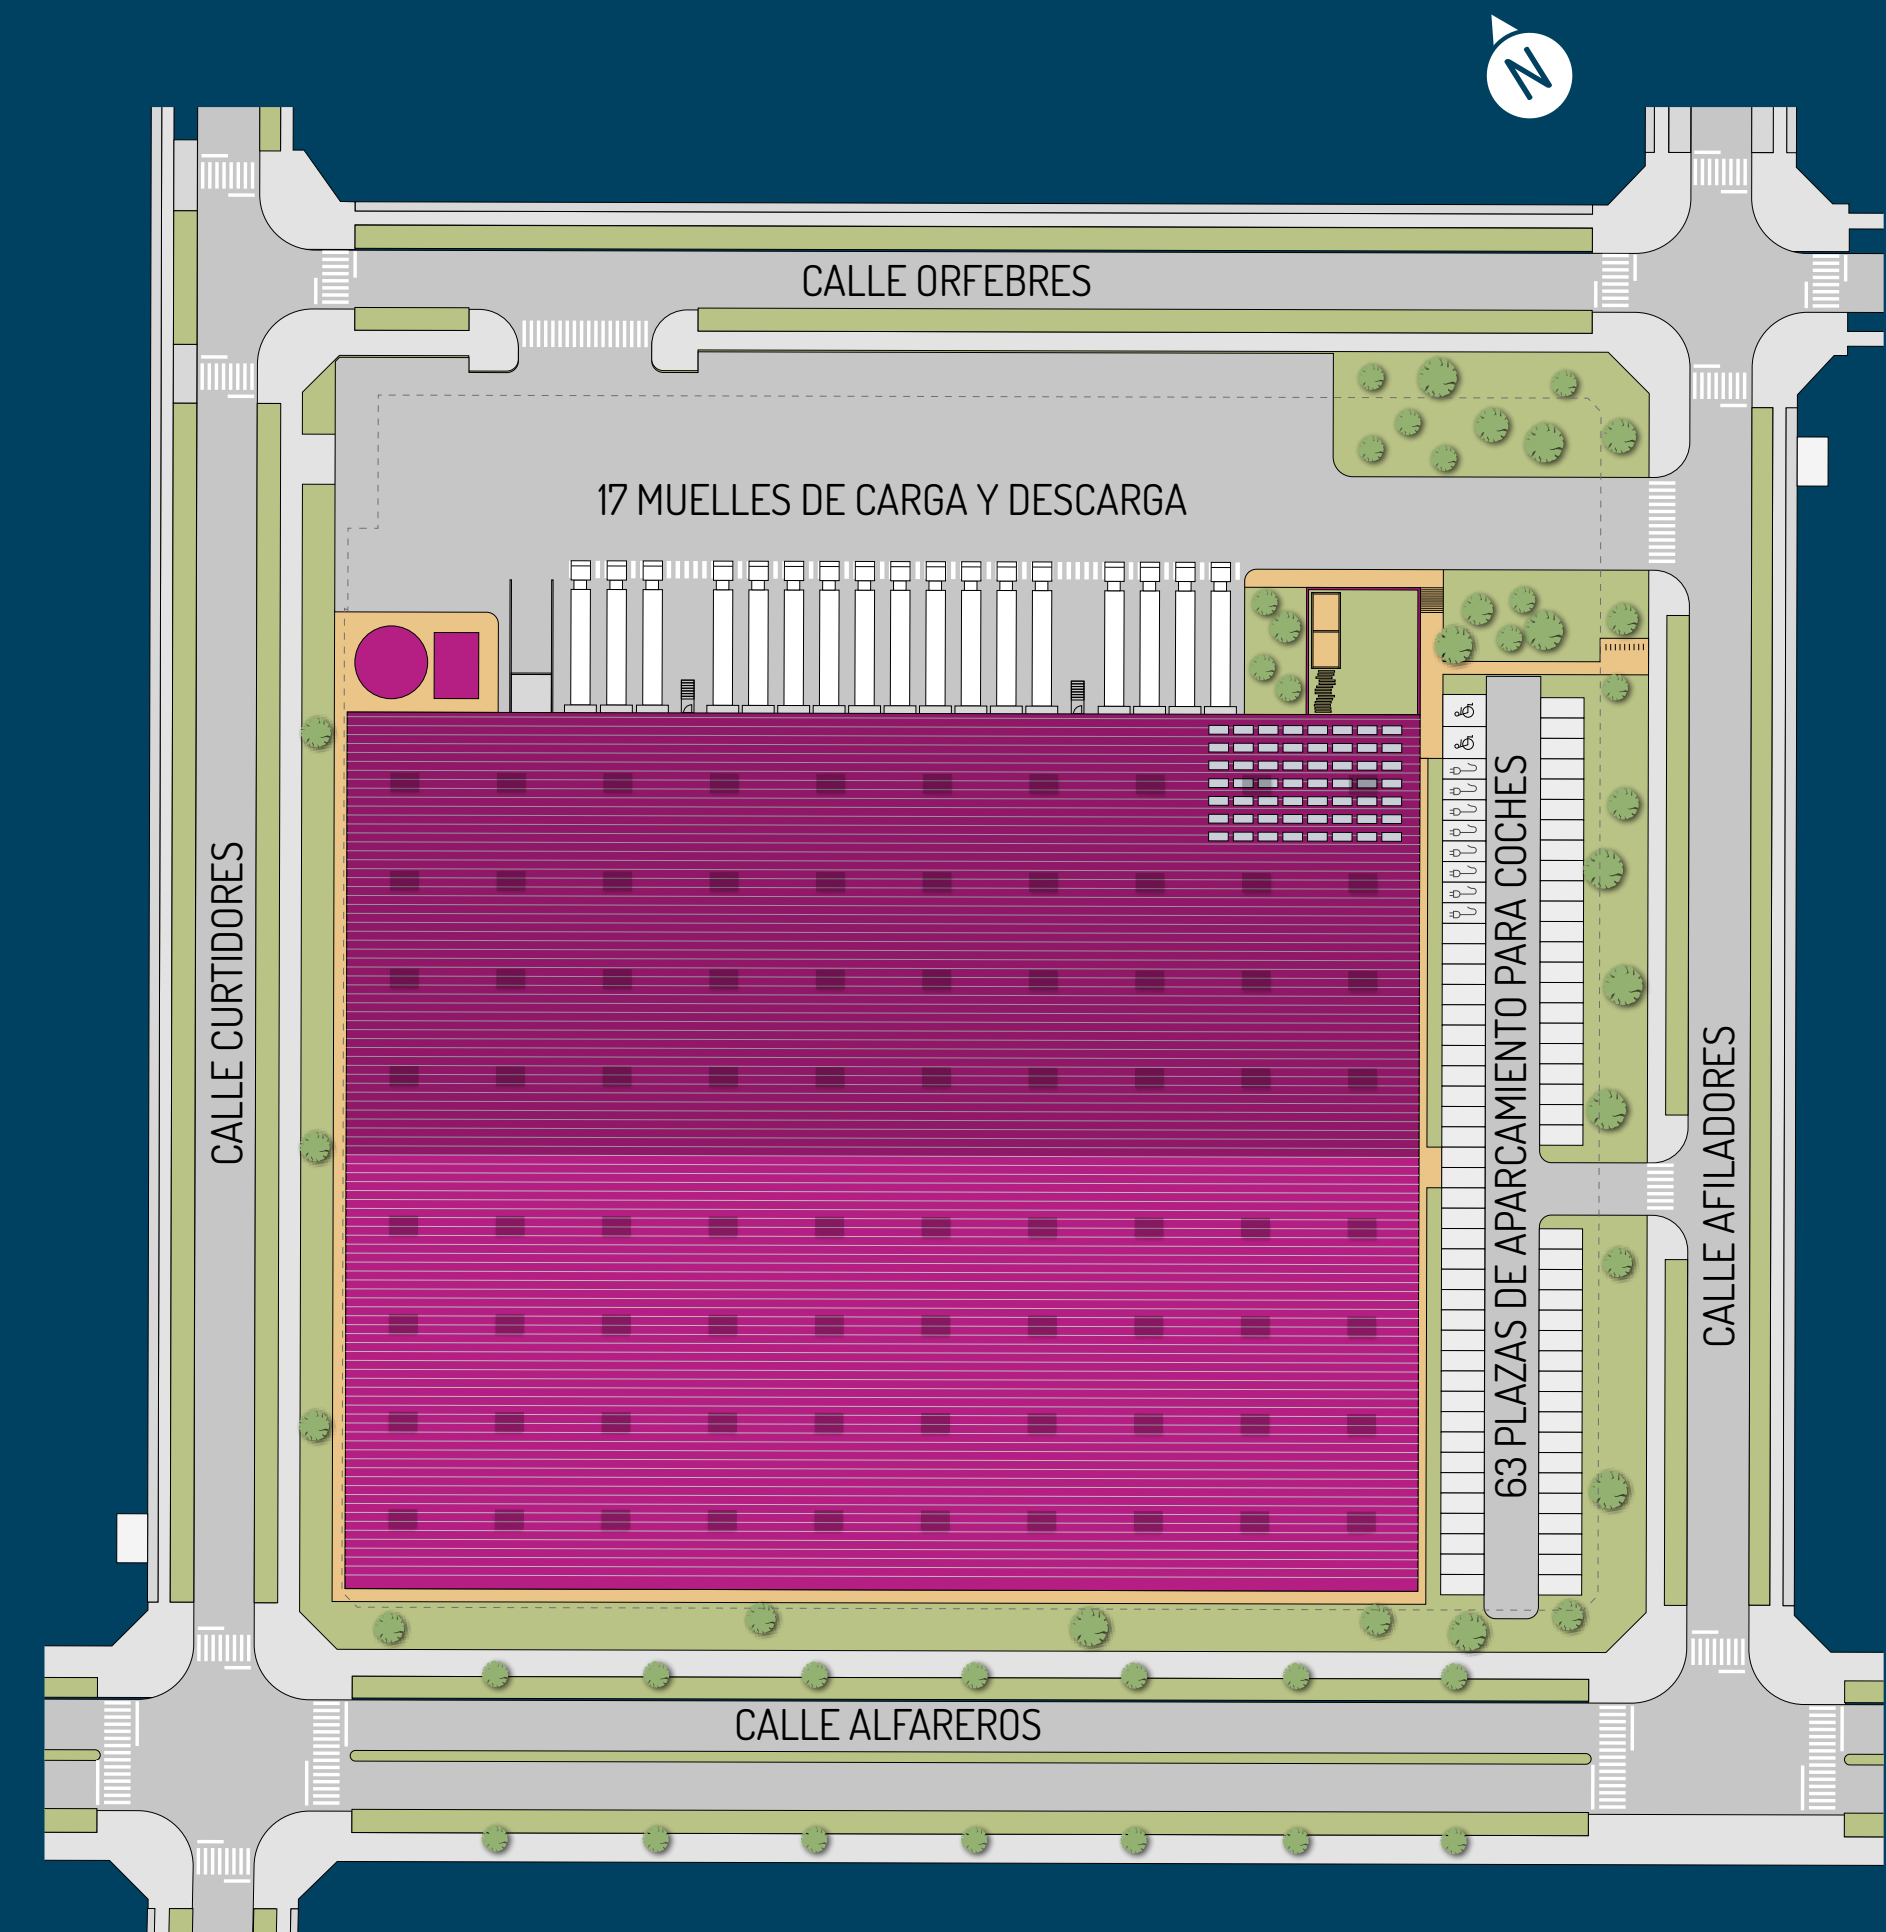 N
CALLE ORFEBRES
17 MUELLES DE CARGA Y DESCARGA
CALLE CURTIDORES
63 PLAZAS DE APARCAMIENTO PARA COCHES
CALLE AFILADORES
CALLE ALFAREROS